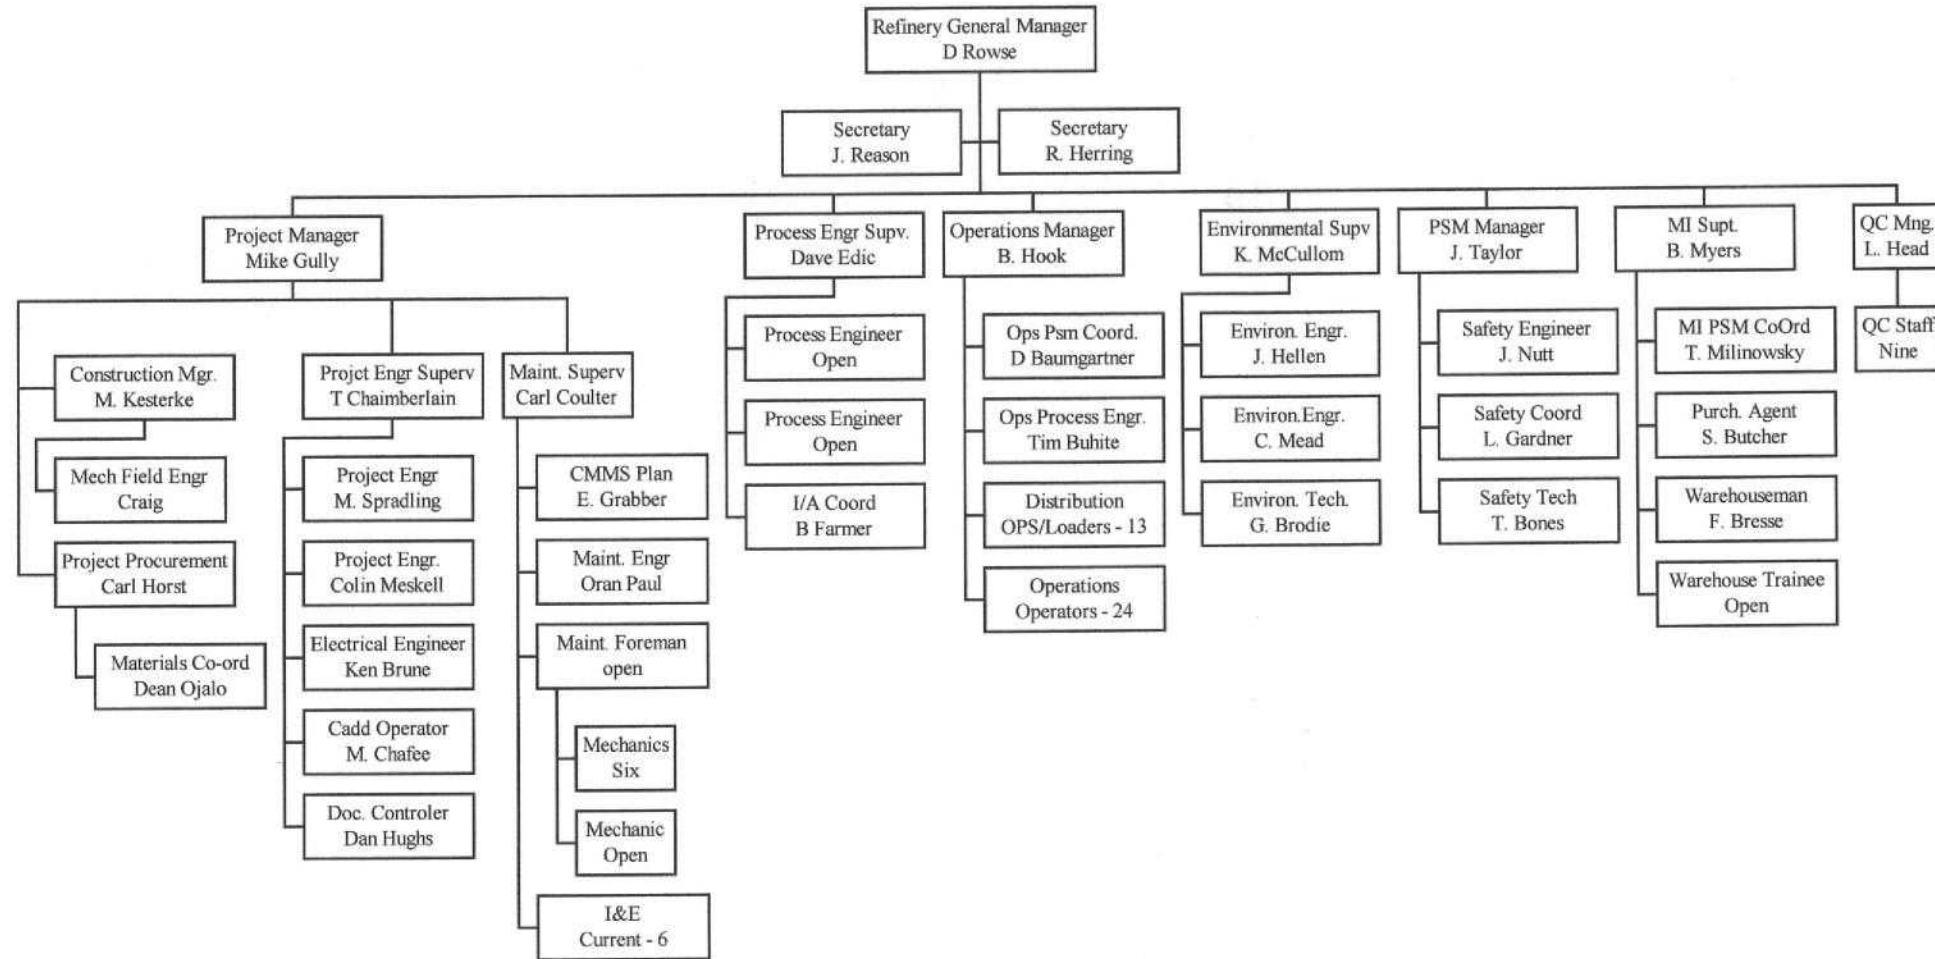 Refinery General Manager
D Rowse
Secretary
J. Reason
Secretary
R. Herring
Project Manager
Mike Gully
Process Engr Supv.
Dave Edic
Operations Manager
B. Hook
Environmental Supv
K. McCullom
PSM Manager
J. Taylor
MI Supt.
B. Myers
QC Mng.
L. Head
Construction Mgr.
M. Kesterke
Mech Field Engr
Craig
Project Procurement
Carl Horst
Materials Co-ord
Dean Ojalo
Projct Engr Superv
T Chaimberlain
Project Engr
M. Spradling
Project Engr.
Colin Meskell
Electrical Engineer
Ken Brune
Cadd Operator
M. Chafee
Doc. Controler
Dan Hughs
Maint. Superv
Carl Coulter
CMMS Plan
E. Grabber
Maint. Engr
Oran Paul
Maint. Foreman
open
Mechanics
Six
Mechanic
Open
I&E
Current - 6
Process Engineer
Open
Process Engineer
Open
I/A Coord
B Farmer
Ops Psm Coord.
D Baumgartner
Ops Process Engr.
Tim Buhite
Distribution
OPS/Loaders - 13
Operations
Operators - 24
Environ. Engr.
J. Hellen
Environ.Engr.
C. Mead
Environ. Tech.
G. Brodie
Safety Engineer
J. Nutt
Safety Coord
L. Gardner
Safety Tech
T. Bones
MI PSM CoOrd
T. Milinowsky
Purch. Agent
S. Butcher
Warehouseman
F. Bresse
Warehouse Trainee
Open
QC Staff
Nine